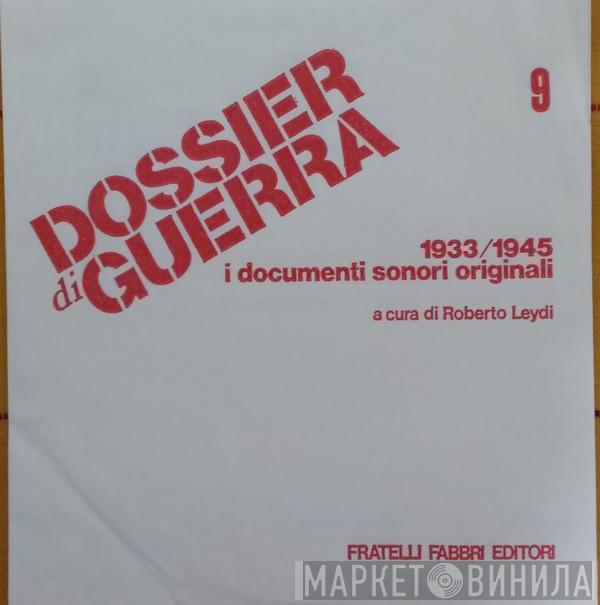 9
DOSSIER
di GUERRA
1933/1945
i documenti sonori originali
a cura di Roberto Leydi
FRATELLI FABBRI EDITORI
МАРКЕТ ВИНИЛА